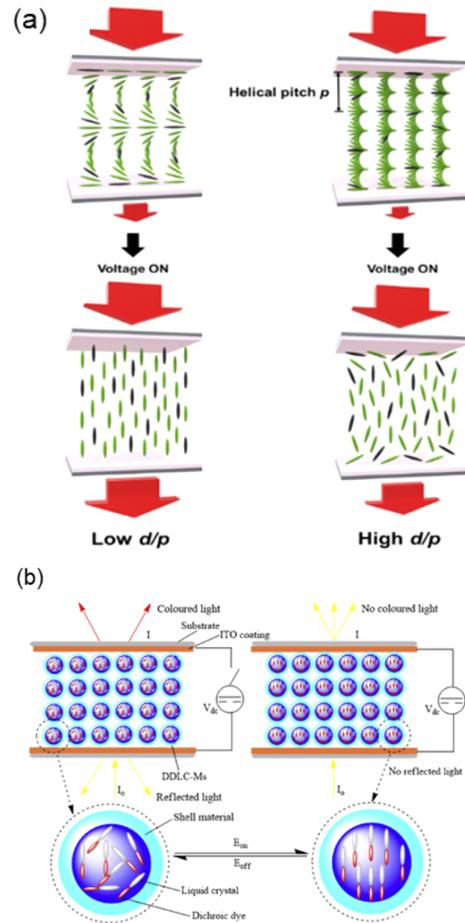 (a)
Helical pitch p
Voltage ON
Voltage ON
Low d/p
High d/p
(b)
Coloured light
I
Substrate
ITO coating
No coloured light
I
Vdc
Vdc
DDLC-Ms
Io
Reflected light
Io
No reflected light
Shell material
Eon
Eoff
Liquid crystal
Dichroic dye